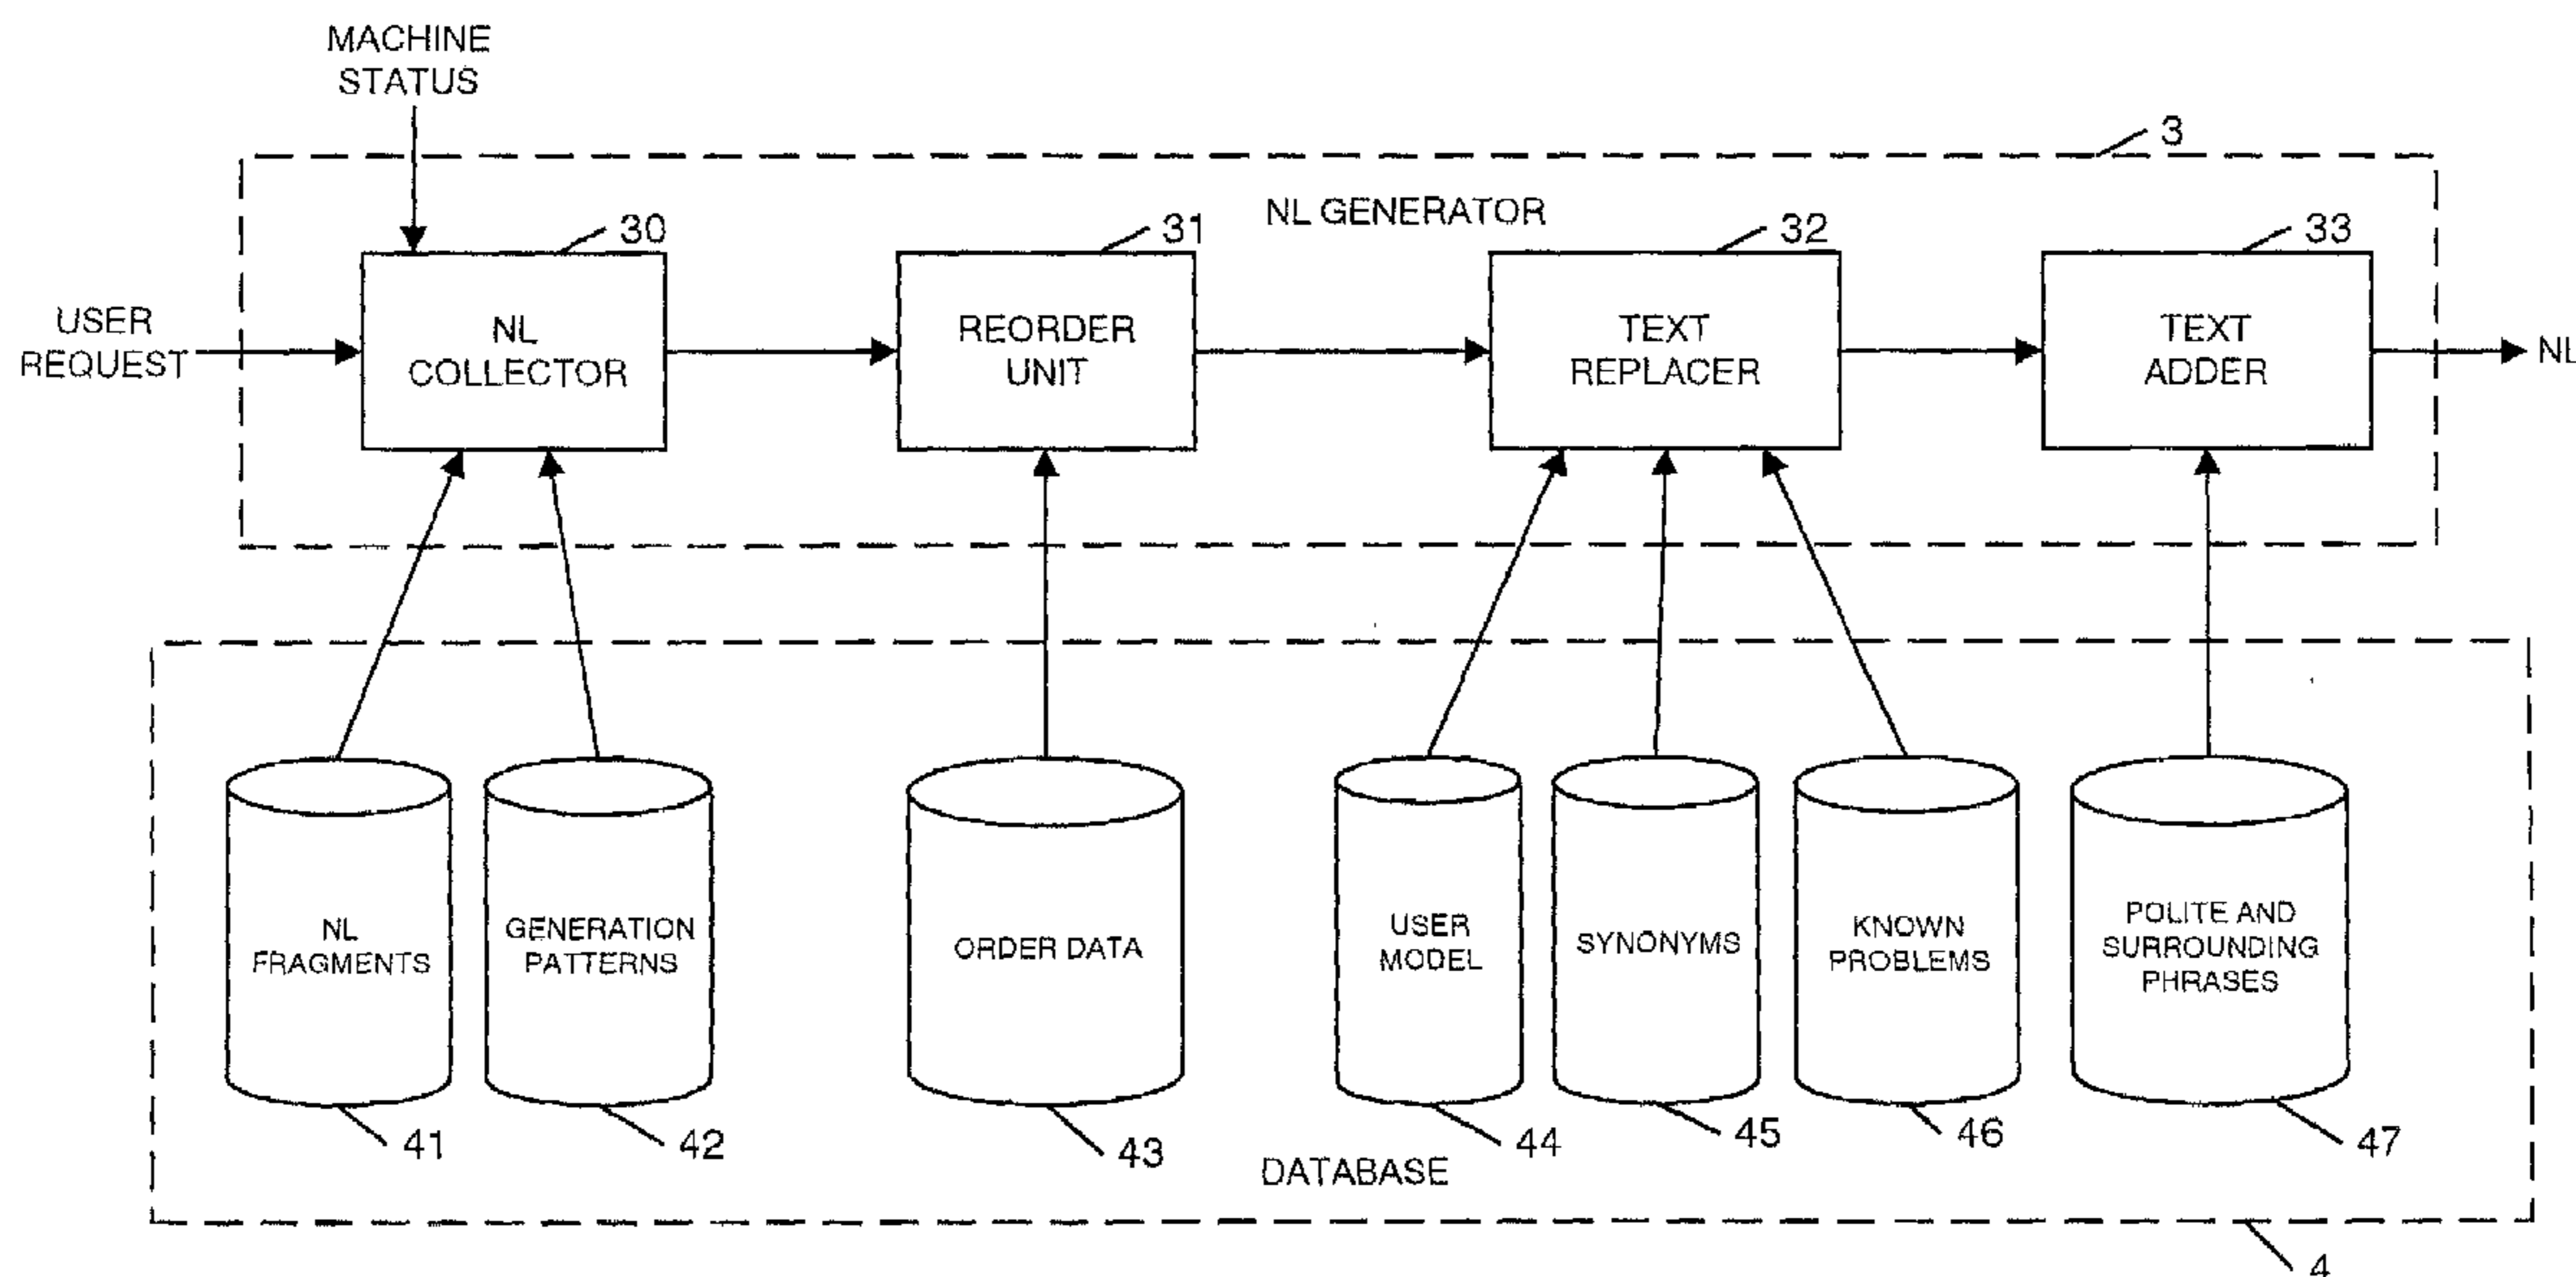 MACHINE
STATUS
3
NL GENERATOR
30
31
32
33
USER
REQUEST
NL
COLLECTOR
REORDER
UNIT
TEXT
REPLACER
TEXT
ADDER
NL
NL
FRAGMENTS
GENERATION
PATTERNS
ORDER DATA
USER
MODEL
SYNONYMS
KNOWN
PROBLEMS
POLITE AND
SURROUNDING
PHRASES
41
42
43
44
45
46
47
DATABASE
4